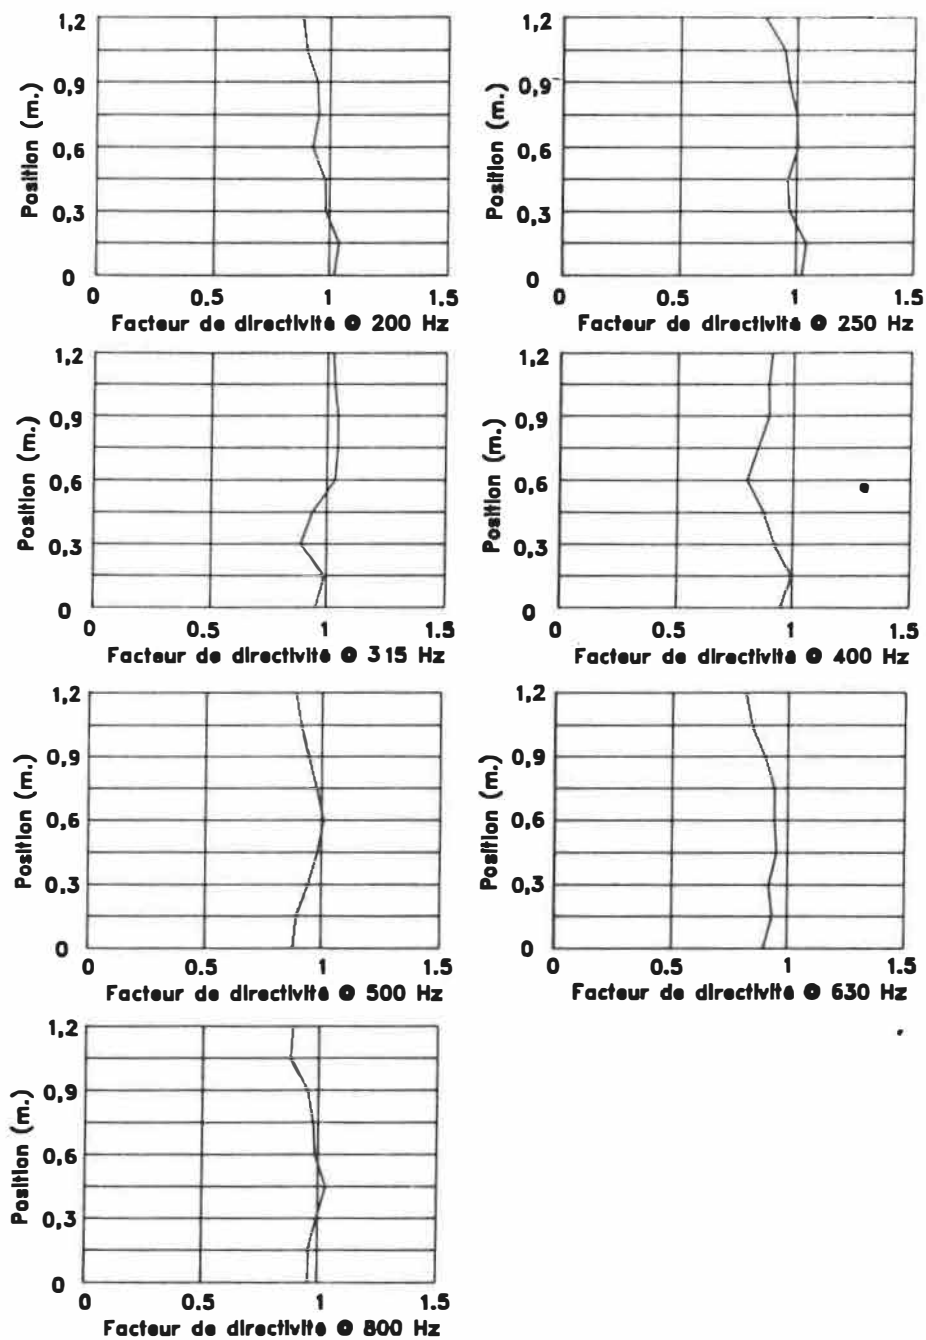 1,2
0,9
0,6
0,3
0
Position (m.)
0 0.5 1 1.5
Facteur de directivité @ 200 Hz
1,2
0,9
0,6
0,3
0
Position (m.)
0 0.5 1 1.5
Facteur de directivité @ 250 Hz
1,2
0,9
0,6
0,3
0
Position (m.)
0 0.5 1 1.5
Facteur de directivité @ 315 Hz
1,2
0,9
0,6
0,3
0
Position (m.)
0 0.5 1 1.5
Facteur de directivité @ 400 Hz
1,2
0,9
0,6
0,3
0
Position (m.)
0 0.5 1 1.5
Facteur de directivité @ 500 Hz
1,2
0,9
0,6
0,3
0
Position (m.)
0 0.5 1 1.5
Facteur de directivité @ 630 Hz
1,2
0,9
0,6
0,3
0
Position (m.)
0 0.5 1 1.5
Facteur de directivité @ 800 Hz